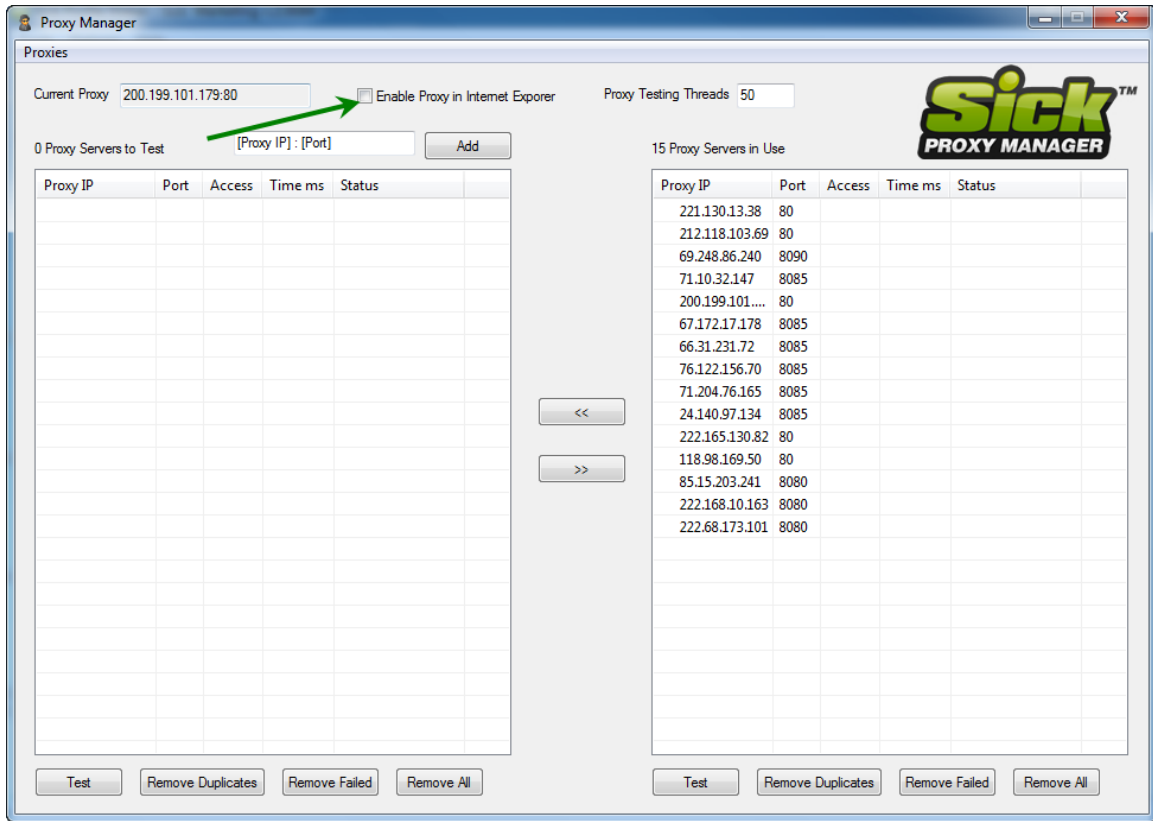 Proxy Manager
Proxies
Current Proxy 200.199.101.179:80 Enable Proxy in Internet Exporer Proxy Testing Threads 50
Sick™
PROXY MANAGER
0 Proxy Servers to Test [Proxy IP] : [Port] Add 15 Proxy Servers in Use
Proxy IP Port Access Time ms Status Proxy IP Port Access Time ms Status
221.130.13.38 80
212.118.103.69 80
69.248.86.240 8090
71.10.32.147 8085
200.199.101.... 80
67.172.17.178 8085
66.31.231.72 8085
76.122.156.70 8085
71.204.76.165 8085
<<
24.140.97.134 8085
222.165.130.82 80
118.98.169.50 80
>>
85.15.203.241 8080
222.168.10.163 8080
222.68.173.101 8080
Test Remove Duplicates Remove Failed Remove All Test Remove Duplicates Remove Failed Remove All